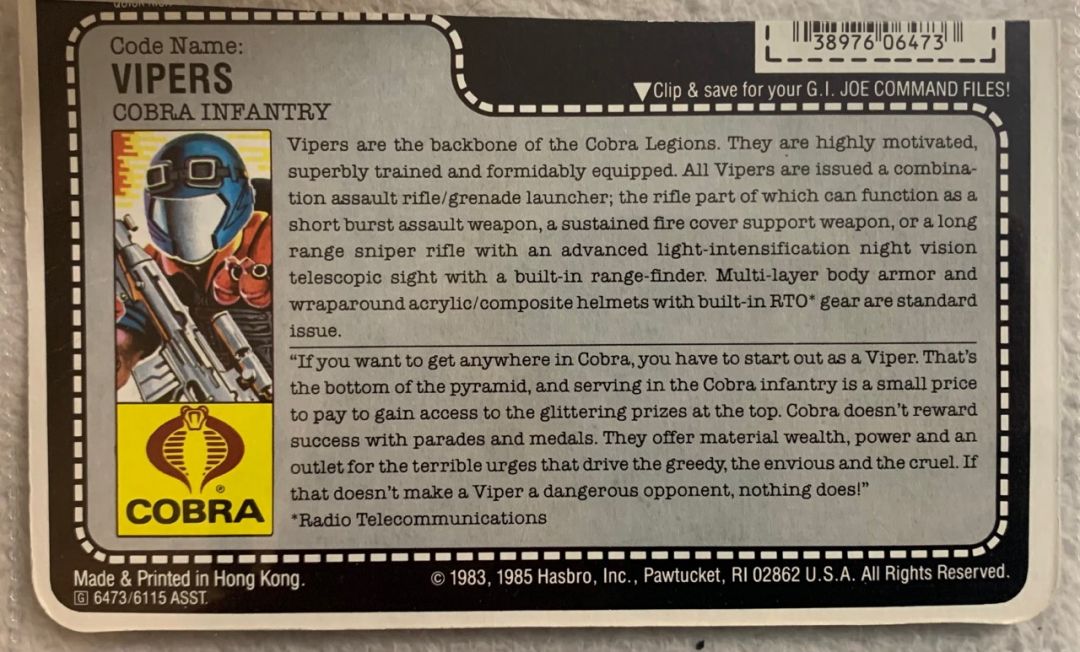 Code Name:
VIPERS
COBRA INFANTRY
38976 06473
▼Clip & save for your G.I. JOE COMMAND FILES!
Vipers are the backbone of the Cobra Legions. They are highly motivated,
superbly trained and formidably equipped. All Vipers are issued a combina-
tion assault rifle/grenade launcher; the rifle part of which can function as a
short burst assault weapon, a sustained fire cover support weapon, or a long
range sniper rifle with an advanced light-intensification night vision
telescopic sight with a built-in range-finder. Multi-layer body armor and
wraparound acrylic/composite helmets with built-in RTO* gear are standard
issue.
"If you want to get anywhere in Cobra, you have to start out as a Viper. That's
the bottom of the pyramid, and serving in the Cobra infantry is a small price
to pay to gain access to the glittering prizes at the top. Cobra doesn't reward
success with parades and medals. They offer material wealth, power and an
outlet for the terrible urges that drive the greedy, the envious and the cruel. If
that doesn't make a Viper a dangerous opponent, nothing does!"
*Radio Telecommunications
®
COBRA
Made & Printed in Hong Kong.
G 6473/6115 ASST.
© 1983, 1985 Hasbro, Inc., Pawtucket, RI 02862 U.S.A. All Rights Reserved.